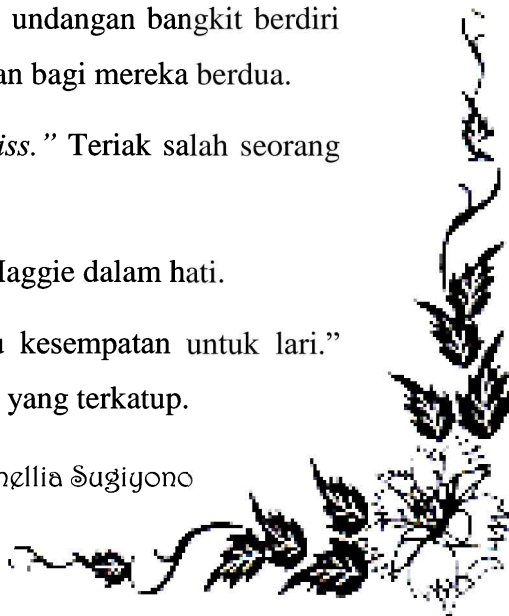 undangan bangkit berdiri
an bagi mereka berdua.
iss.” Teriak salah seorang
Maggie dalam hati.
kesempatan untuk lari.”
yang terkatup.
nellia Sugiyono